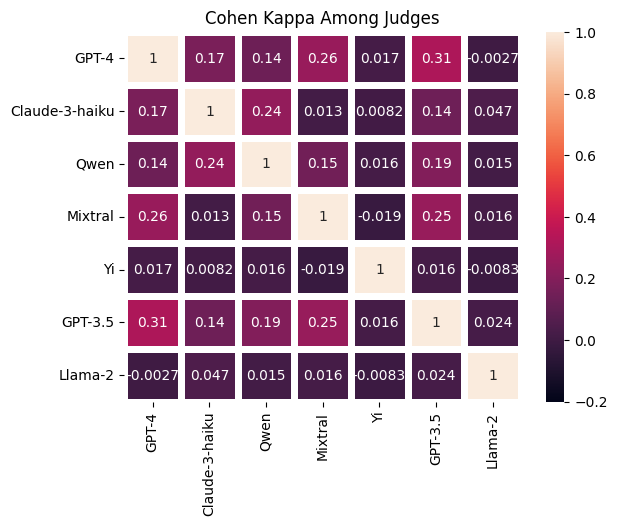 Cohen Kappa Among Judges
GPT-4 1 0.17 0.14 0.26 0.017 0.31 -0.0027
Claude-3-haiku 0.17 1 0.24 0.013 0.0082 0.14 0.047
Qwen 0.14 0.24 1 0.15 0.016 0.19 0.015
Mixtral 0.26 0.013 0.15 1 -0.019 0.25 0.016
Yi 0.017 0.0082 0.016 -0.019 1 0.016 -0.0083
GPT-3.5 0.31 0.14 0.19 0.25 0.016 1 0.024
Llama-2 -0.0027 0.047 0.015 0.016 -0.0083 0.024 1
GPT-4
Claude-3-haiku
Qwen
Mixtral
Yi
GPT-3.5
Llama-2
1.0
0.8
0.6
0.4
0.2
0.0
−0.2